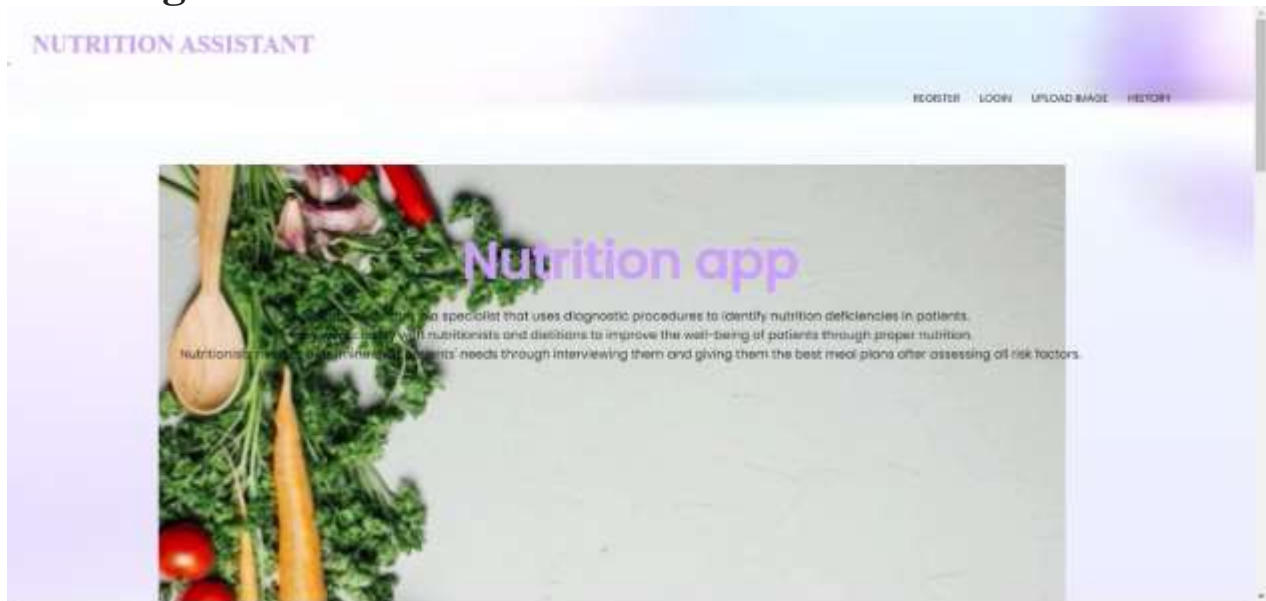 NUTRITION ASSISTANT
REGISTER LOGIN UPLOAD IMAGE HISTORY
Nutrition app
a specialist that uses diagnostic procedures to identify nutrition deficiencies in patients.
with nutritionists and dietitians to improve the well-being of patients through proper nutrition
Nutritionists needs through interviewing them and giving them the best meal plans after assessing all risk factors.